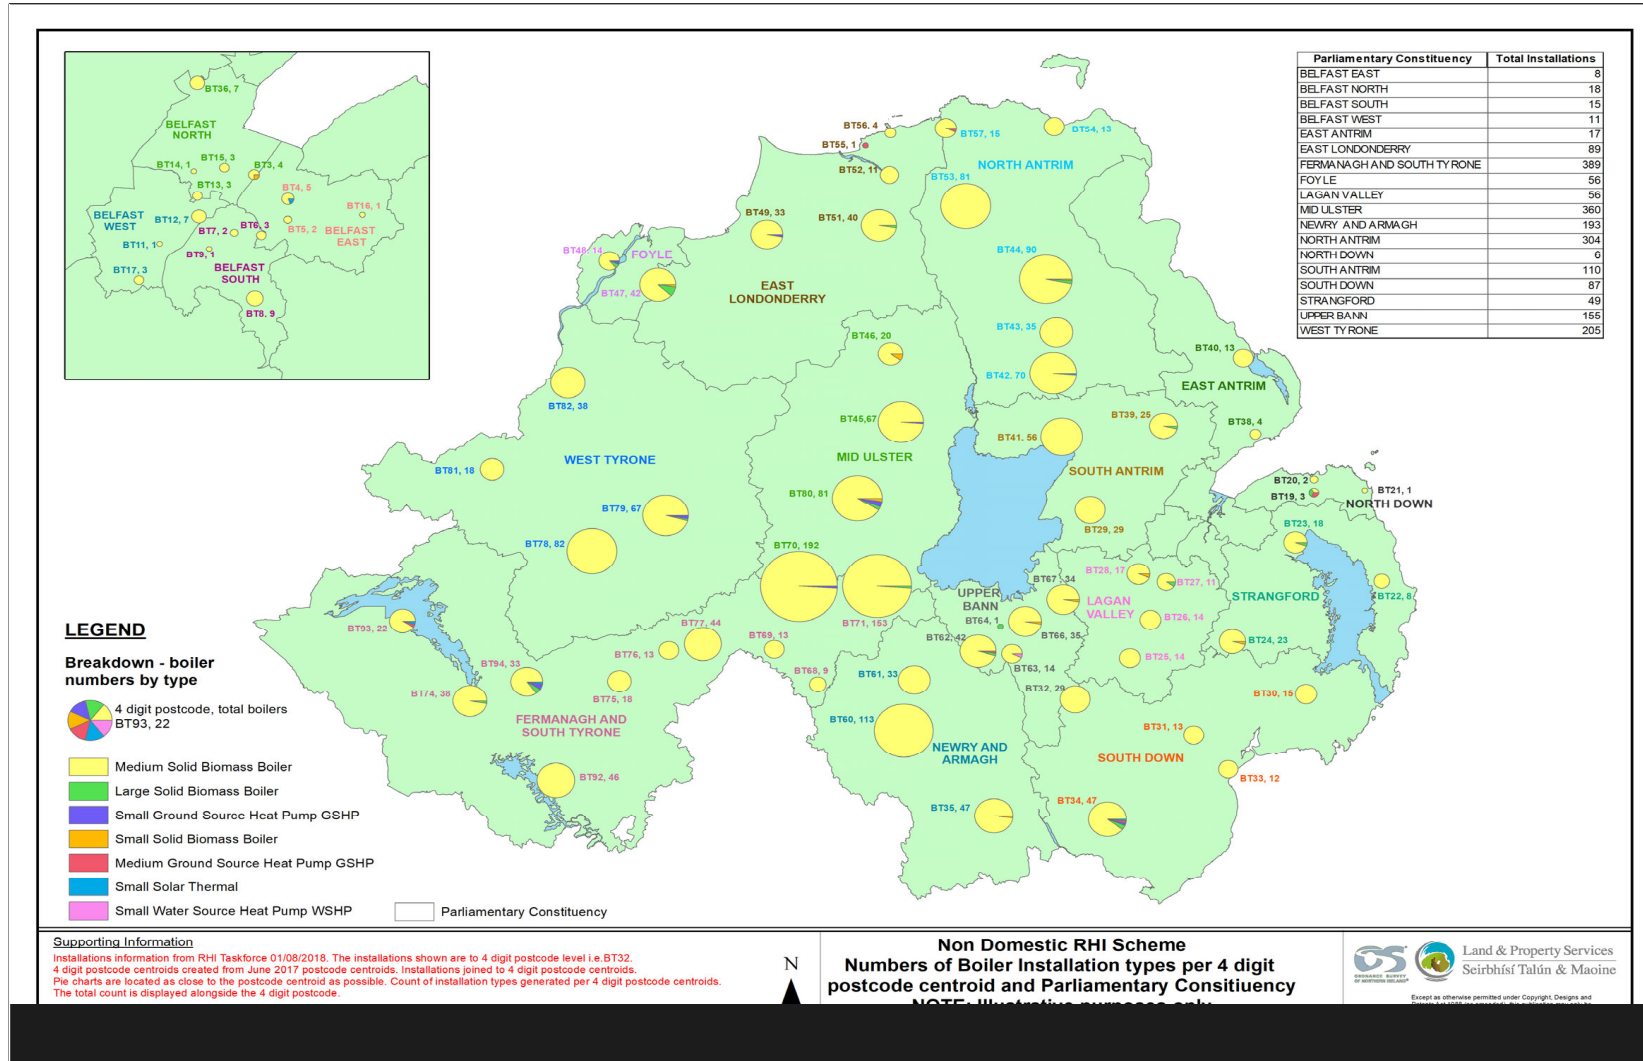 BT36, 7
BELFAST
NORTH
BT14, 1
BT15, 3
BT3, 4
BT13, 3
BT4, 5
BELFAST
WEST
BT12, 7
BT7, 2
BT6, 3
BT5, 2
BT16, 1
BELFAST
EAST
BT11, 1
BT9, 1
BELFAST
SOUTH
BT17, 3
BT8, 9
Parliamentary Constituency Total Installations
BELFAST EAST 8
BELFAST NORTH 18
BELFAST SOUTH 15
BELFAST WEST 11
EAST ANTRIM 17
EAST LONDONDERRY 89
FERMANAGH AND SOUTH TYRONE 389
FOYLE 56
LAGAN VALLEY 56
MID ULSTER 360
NEWRY AND ARMAGH 193
NORTH ANTRIM 304
NORTH DOWN 6
SOUTH ANTRIM 110
SOUTH DOWN 87
STRANGFORD 49
UPPER BANN 155
WEST TYRONE 205
BT56, 4
BT55, 1
BT57, 15
BT54, 13
BT52, 11
NORTH ANTRIM
BT53, 81
BT49, 33
BT51, 40
BT48, 14
FOYLE
BT47, 42
EAST
LONDONDERRY
BT44, 90
BT43, 35
BT46, 20
BT42, 70
BT40, 13
EAST ANTRIM
BT82, 38
BT45,67
BT39, 25
BT38, 4
BT41, 56
WEST TYRONE
MID ULSTER
SOUTH ANTRIM
BT81, 18
BT80, 81
BT20, 2
BT19, 3
BT21, 1
NORTH DOWN
BT79, 67
BT29, 29
BT23, 18
BT78, 82
BT70, 192
BT71, 153
BT67, 34
BT28, 17
BT27, 11
UPPER
BANN
LAGAN
VALLEY
STRANGFORD
BT22, 8
BT64, 1
BT26, 14
BT93, 22
BT77, 44
BT69, 13
BT62, 42
BT66, 35
BT24, 23
BT76, 13
BT63, 14
BT25, 14
BT94, 33
BT68, 9
BT61, 33
BT32, 29
BT74, 38
BT75, 18
BT30, 15
FERMANAGH AND
SOUTH TYRONE
BT60, 113
BT31, 13
NEWRY AND
ARMAGH
SOUTH DOWN
BT92, 46
BT33, 12
BT35, 47
BT34, 47
LEGEND
Breakdown - boiler
numbers by type
4 digit postcode, total boilers
BT93, 22
Medium Solid Biomass Boiler
Large Solid Biomass Boiler
Small Ground Source Heat Pump GSHP
Small Solid Biomass Boiler
Medium Ground Source Heat Pump GSHP
Small Solar Thermal
Small Water Source Heat Pump WSHP
Parliamentary Constituency
Supporting Information
Installations information from RHI Taskforce 01/08/2018. The installations shown are to 4 digit postcode level i.e.BT32.
4 digit postcode centroids created from June 2017 postcode centroids. Installations joined to 4 digit postcode centroids.
Pie charts are located as close to the postcode centroid as possible. Count of installation types generated per 4 digit postcode centroids.
The total count is displayed alongside the 4 digit postcode.
N
Non Domestic RHI Scheme
Numbers of Boiler Installation types per 4 digit
postcode centroid and Parliamentary Consitiuency
NOTE: Illustrative purposes only
OS
ORDNANCE SURVEY
OF NORTHERN IRELAND
Land & Property Services
Seirbhísí Talún & Maoine
Except as otherwise permitted under Copyright, Designs and